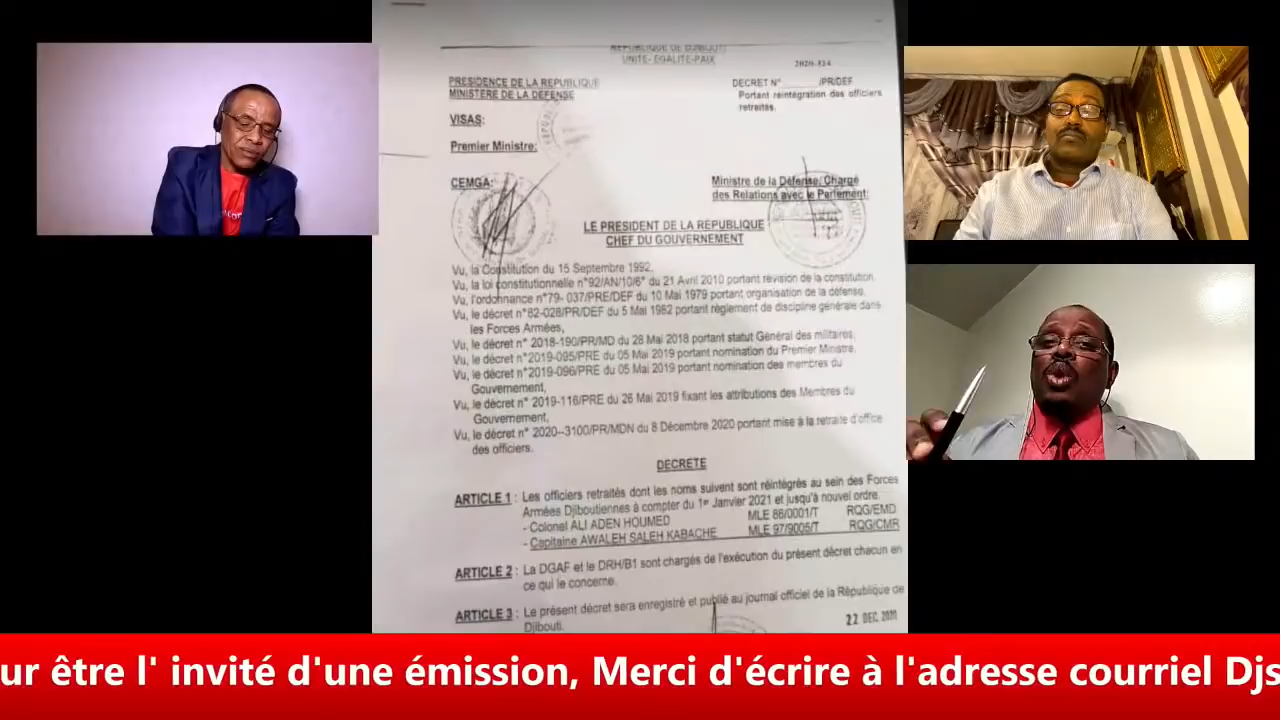 REPUBLIQUE DE DJIBOUTI
UNITE- EGALITE-PAIX
2020-334
PRESIDENCE DE LA REPUBLIQUE
MINISTERE DE LA DEFENSE
DECRET N° /PR/DEF
Portant reintégration des officiers
retraités.
VISAS:
Premier Ministre:
CEMGA:
Ministre de la Défense, Chargé
des Relations avec le Parlement:
LE PRESIDENT DE LA REPUBLIQUE
CHEF DU GOUVERNEMENT
Vu, la Constitution du 15 Septembre 1992.
Vu, la loi constitutionnelle n°92/AN/10/6° du 21 Avril 2010 portant révision de la constitution.
Vu, l'ordonnance n°79- 037/PRE/DEF du 10 Mai 1979 portant organisation de la défense.
Vu, le décret n°82-028/PR/DEF du 5 Mai 1982 portant règlement de discipline générale dans
les Forces Armées,
Vu, le décret n° 2018-190/PR/MD du 28 Mai 2018 portant statut Général des militaires.
Vu, le décret n°2019-095/PRE du 05 Mai 2019 portant nomination du Premier Ministre.
Vu, le décret n°2019-096/PRE du 05 Mai 2019 portant nomination des membres du
Gouvernement,
Vu, le décret n° 2019-116/PRE du 26 Mai 2019 fixant les attributions des Membres du
Gouvernement,
Vu, le décret n° 2020--3100/PR/MDN du 8 Décembre 2020 portant mise à la retraite d'office
des officiers.
DECRETE
ARTICLE 1 : Les officiers retraités dont les noms suivent sont réintégrés au sein des Forces
Armées Djiboutiennes à compter du 1er Janvier 2021 et jusqu'à nouvel ordre.
- Colonel ALI ADEN HOUMED MLE 86/0001/T RQG/EMD
- Capitaine AWALEH SALEH KABACHE MLE 97/9005/T RQG/CMR
ARTICLE 2 : La DGAF et le DRH/B1 sont chargés de l'exécution du présent décret chacun en
ce qui le concerne.
ARTICLE 3 : Le présent décret sera enregistré et publié au journal officiel de la République de
Djibouti.
22 DEC. 2020
ur être l' invité d'une émission, Merci d'écrire à l'adresse courriel Djs